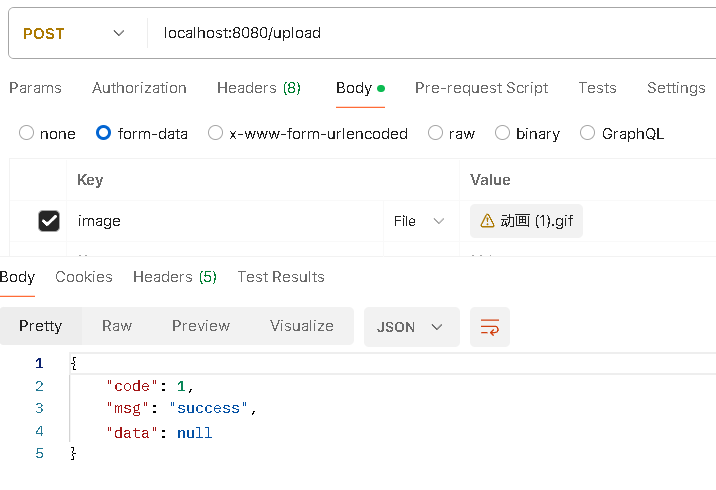 POST localhost:8080/upload
Params Authorization Headers (8) Body Pre-request Script Tests Settings
none form-data x-www-form-urlencoded raw binary GraphQL
Key Value
image File 动画 (1).gif
Body Cookies Headers (5) Test Results
Pretty Raw Preview Visualize JSON
1 {
2 "code": 1,
3 "msg": "success",
4 "data": null
5 }